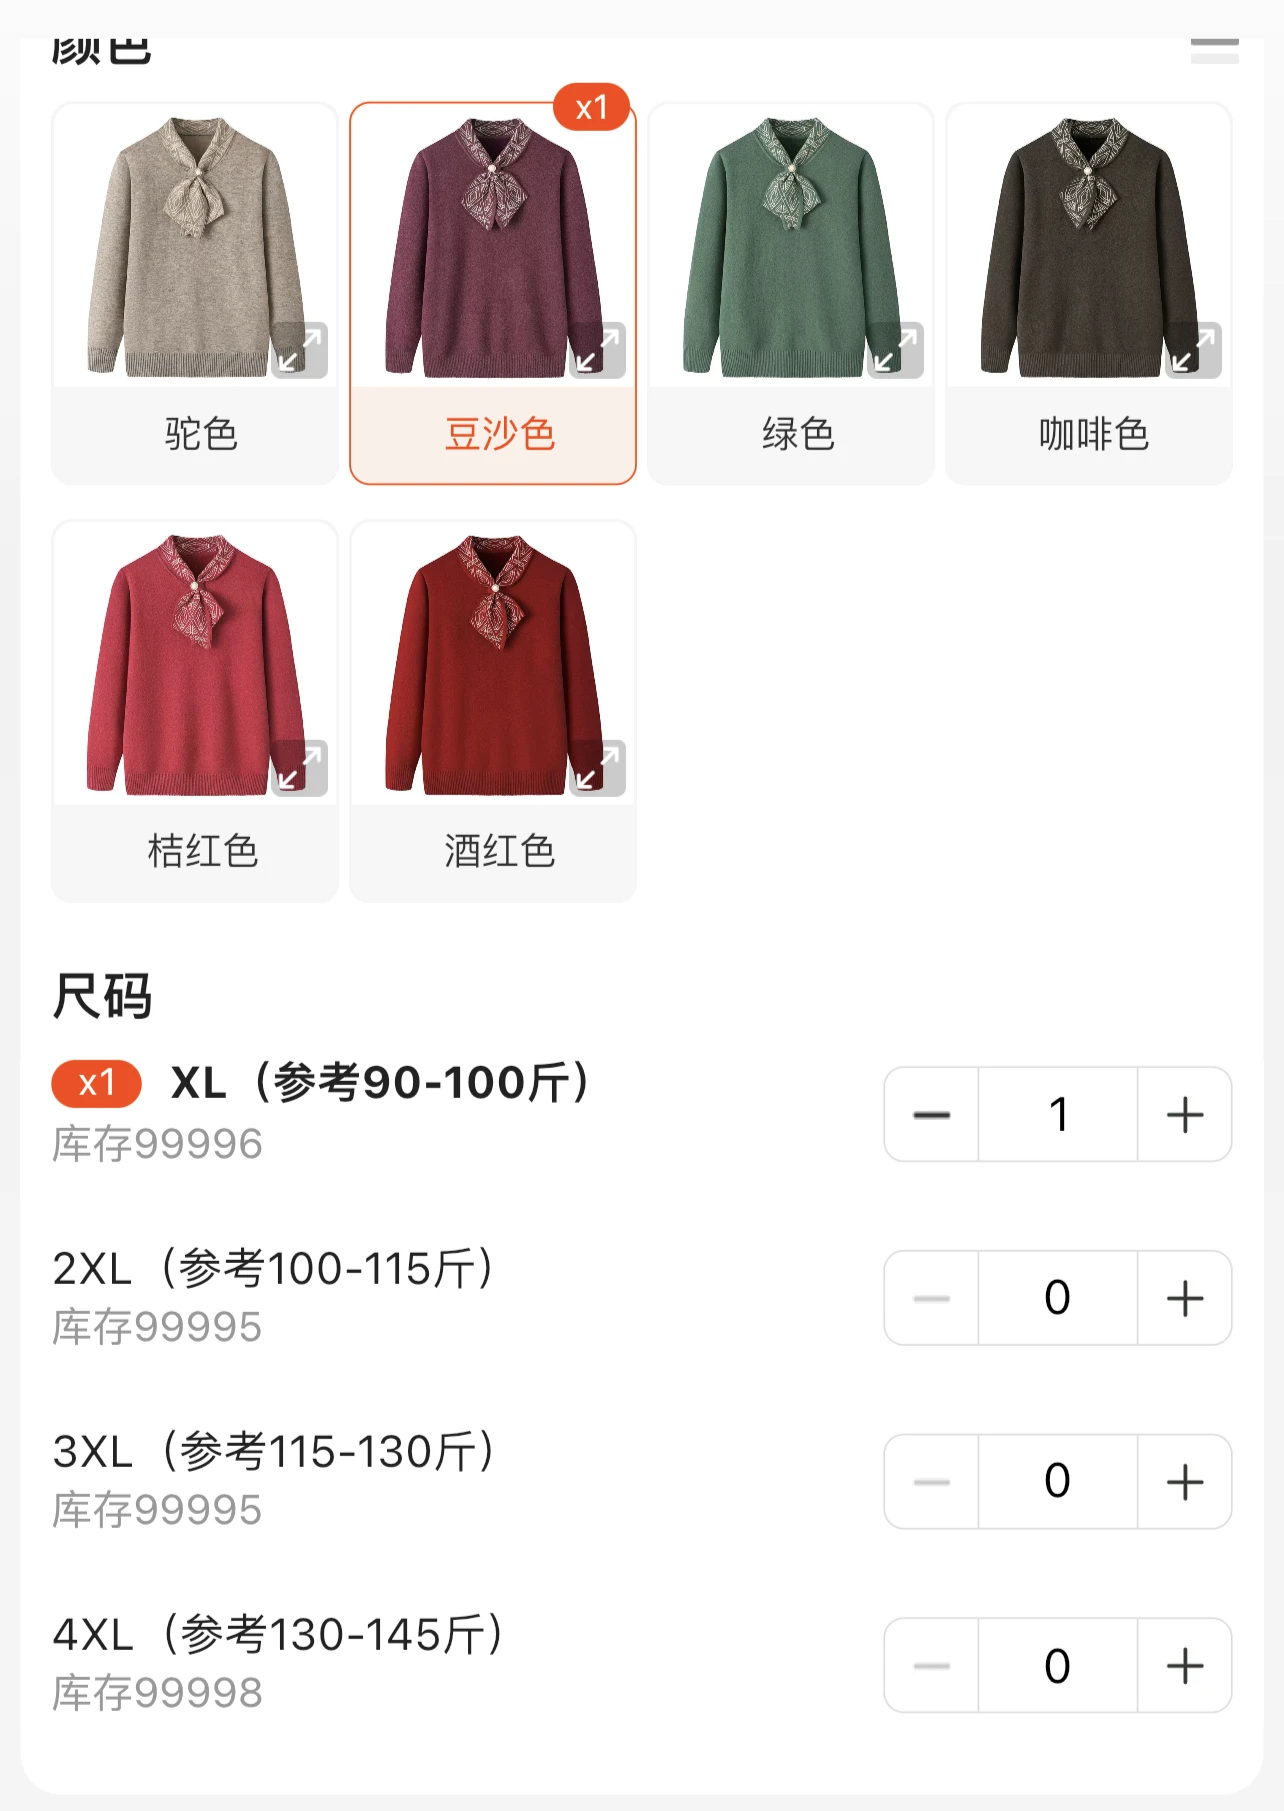 颜色
x1
驼色
豆沙色
绿色
咖啡色
桔红色
酒红色
尺码
x1 XL（参考90-100斤）
库存99996
1
2XL（参考100-115斤）
库存99995
0
3XL（参考115-130斤）
库存99995
0
4XL（参考130-145斤）
库存99998
0